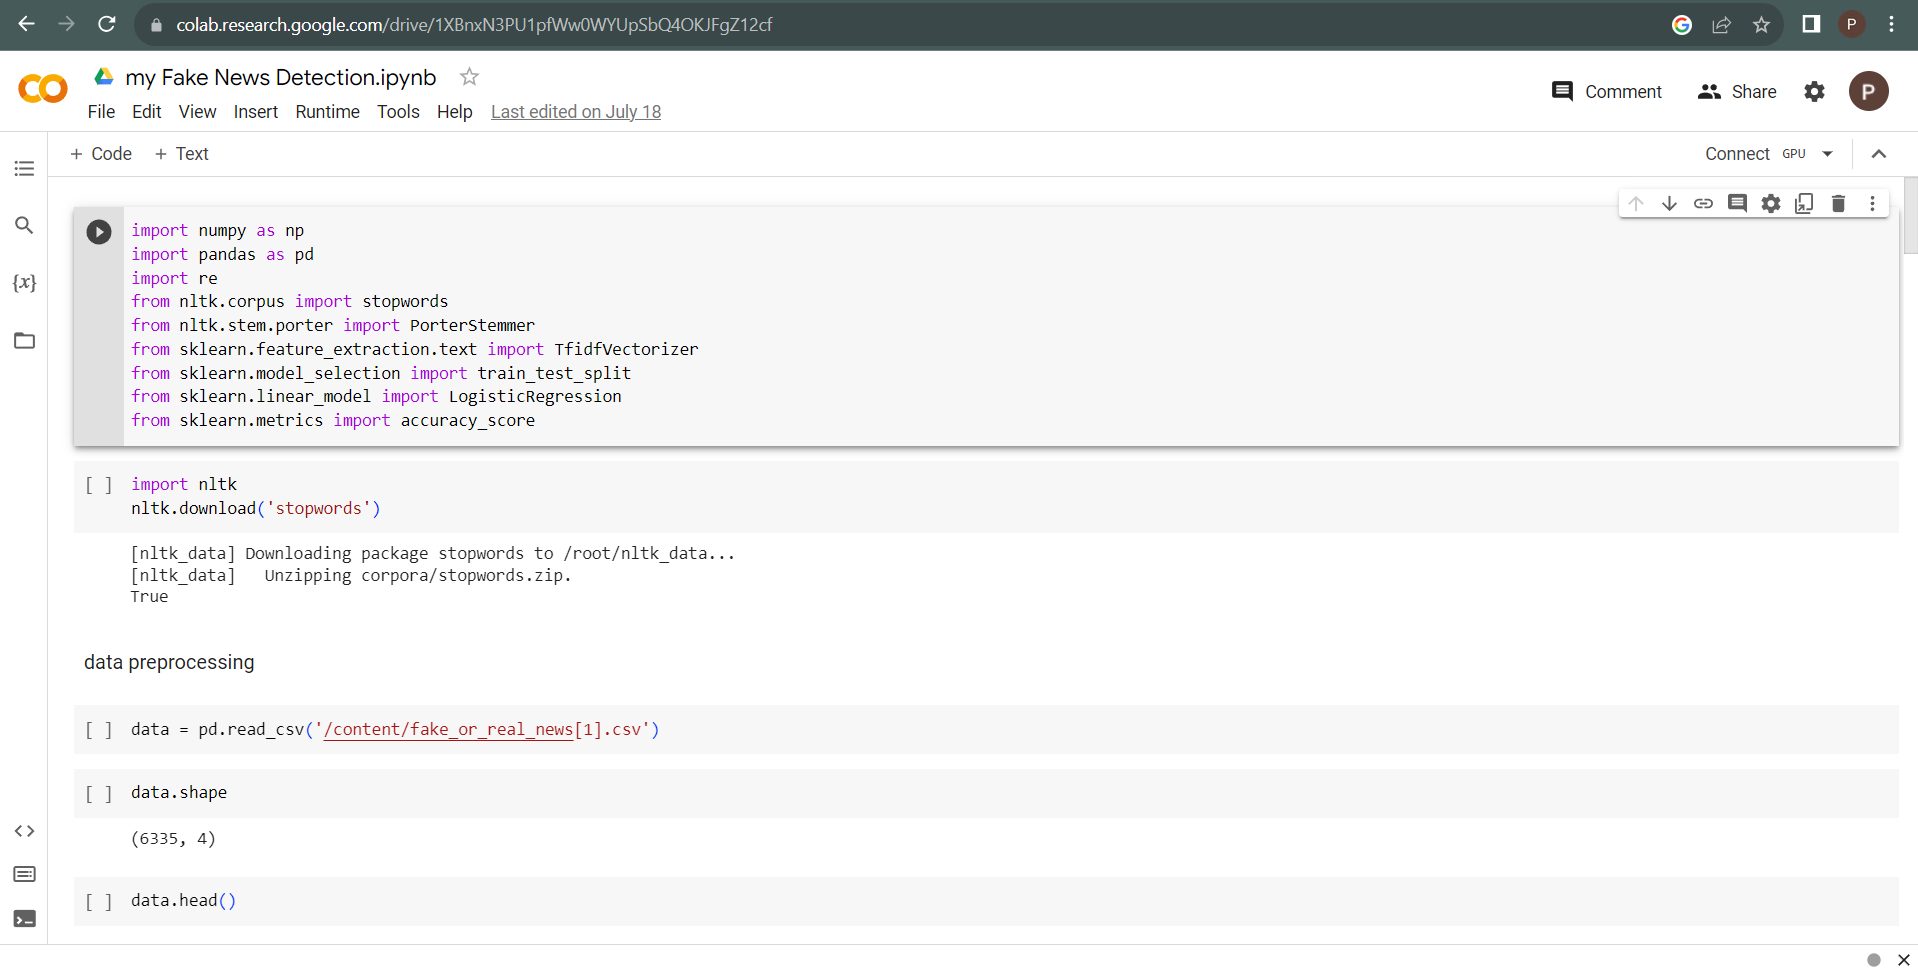 colab.research.google.com/drive/1XBnxN3PU1pfWw0WYUpSbQ4OKJFgZ12cf
P
my Fake News Detection.ipynb
File Edit View Insert Runtime Tools Help Last edited on July 18
Comment Share P
+ Code + Text
Connect GPU
import numpy as np
import pandas as pd
import re
from nltk.corpus import stopwords
from nltk.stem.porter import PorterStemmer
from sklearn.feature_extraction.text import TfidfVectorizer
from sklearn.model_selection import train_test_split
from sklearn.linear_model import LogisticRegression
from sklearn.metrics import accuracy_score
[ ] import nltk
nltk.download('stopwords')
[nltk_data] Downloading package stopwords to /root/nltk_data...
[nltk_data]   Unzipping corpora/stopwords.zip.
True
data preprocessing
[ ] data = pd.read_csv('/content/fake_or_real_news[1].csv')
[ ] data.shape
(6335, 4)
[ ] data.head()